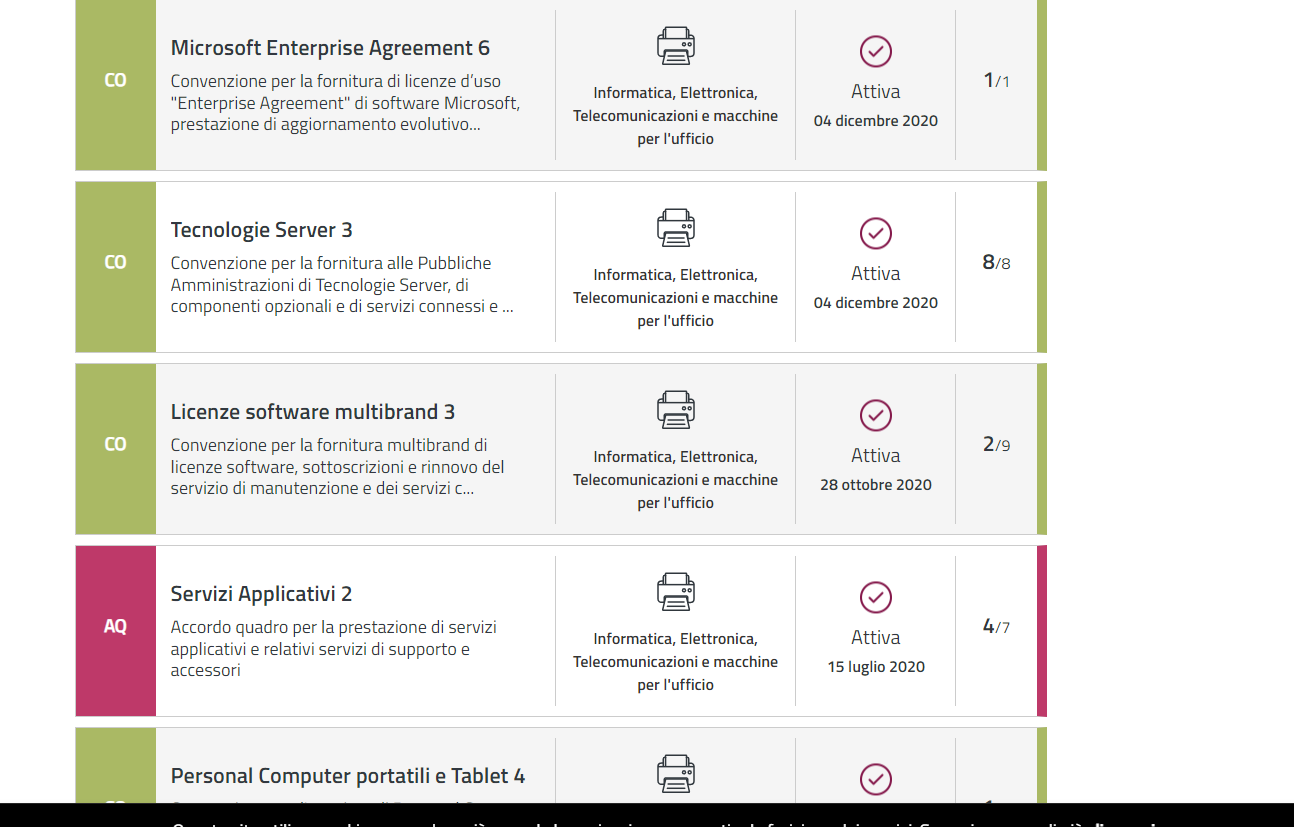 CO
Microsoft Enterprise Agreement 6
Convenzione per la fornitura di licenze d’uso
"Enterprise Agreement" di software Microsoft,
prestazione di aggiornamento evolutivo...
Informatica, Elettronica,
Telecomunicazioni e macchine
per l'ufficio
Attiva
04 dicembre 2020
1/1
CO
Tecnologie Server 3
Convenzione per la fornitura alle Pubbliche
Amministrazioni di Tecnologie Server, di
componenti opzionali e di servizi connessi e ...
Informatica, Elettronica,
Telecomunicazioni e macchine
per l'ufficio
Attiva
04 dicembre 2020
8/8
CO
Licenze software multibrand 3
Convenzione per la fornitura multibrand di
licenze software, sottoscrizioni e rinnovo del
servizio di manutenzione e dei servizi c...
Informatica, Elettronica,
Telecomunicazioni e macchine
per l'ufficio
Attiva
28 ottobre 2020
2/9
AQ
Servizi Applicativi 2
Accordo quadro per la prestazione di servizi
applicativi e relativi servizi di supporto e
accessori
Informatica, Elettronica,
Telecomunicazioni e macchine
per l'ufficio
Attiva
15 luglio 2020
4/7
Personal Computer portatili e Tablet 4